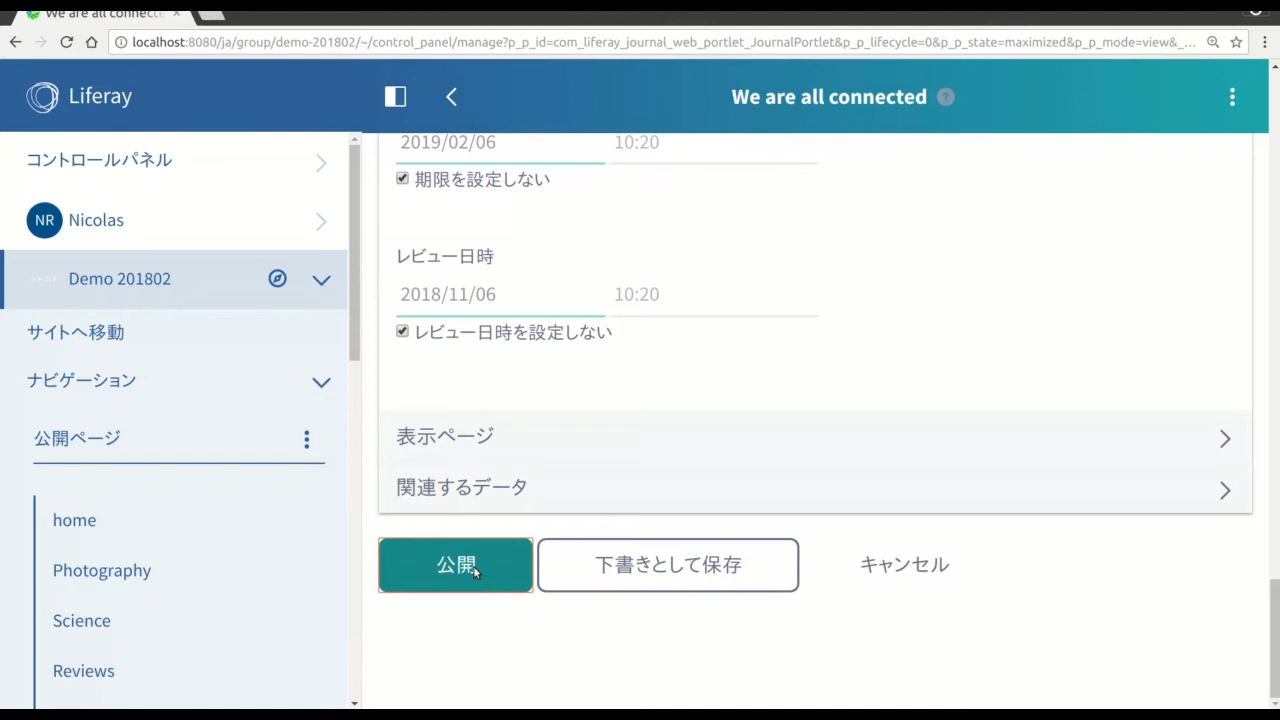 We are all connecte
localhost:8080/ja/group/demo-201802/~/control_panel/manage?p_p_id=com_liferay_journal_web_portlet_JournalPortlet&p_p_lifecycle=0&p_p_state=maximized&p_p_mode=view&_...
Liferay
We are all connected ?
コントロールパネル
NR Nicolas
Demo 201802
サイトへ移動
ナビゲーション
公開ページ
home
Photography
Science
Reviews
2019/02/06 10:20
期限を設定しない
レビュー日時
2018/11/06 10:20
レビュー日時を設定しない
表示ページ
関連するデータ
公開 下書きとして保存 キャンセル